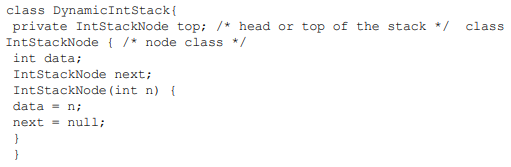 class DynamicIntStack{
private IntStackNode top; /* head or top of the stack */ class
IntStackNode { /* node class */
int data;
IntStackNode next;
IntStackNode(int n) {
data = n;
next = null;
}
}